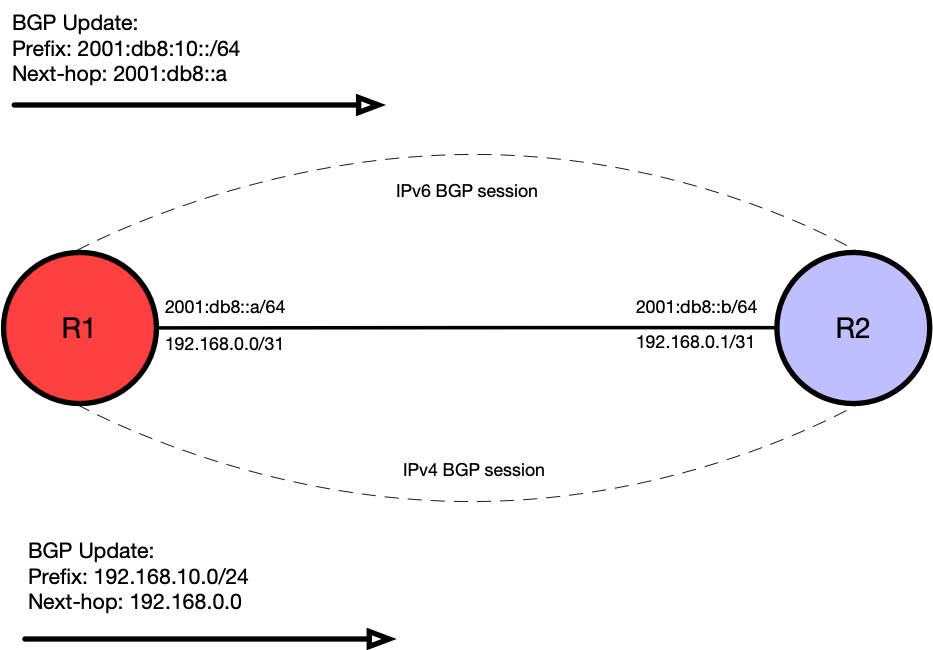 BGP Update:
Prefix: 2001:db8:10::/64
Next-hop: 2001:db8::a
IPv6 BGP session
R1
2001:db8::a/64
192.168.0.0/31
2001:db8::b/64
192.168.0.1/31
R2
IPv4 BGP session
BGP Update:
Prefix: 192.168.10.0/24
Next-hop: 192.168.0.0